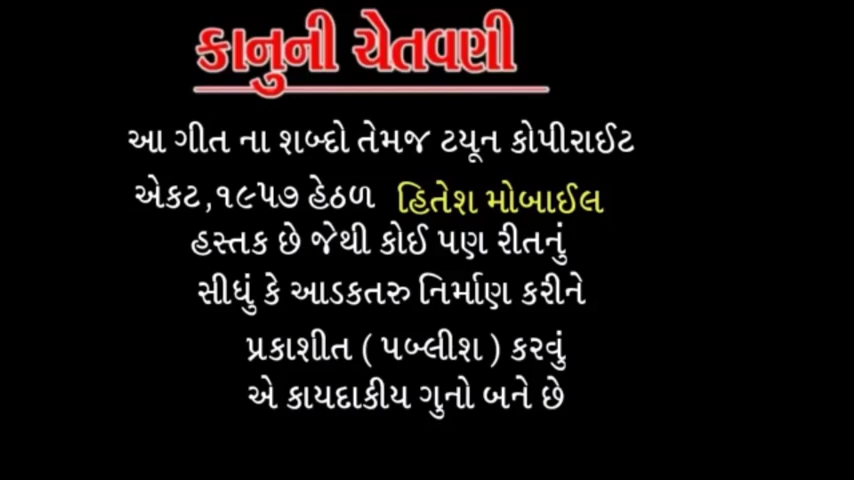 કાનુની ચેતવણી
આ ગીત ના શબ્દો તેમજ ટયૂન કોપીરાઈટ
એકટ,૧૯૫૭ હેઠળ હિતેશ મોબાઈલ
હસ્તક છે જેથી કોઈ પણ રીતનું
સીધું કે આડકતરુ નિર્માણ કરીને
પ્રકાશીત ( પબ્લીશ ) કરવું
એ કાયદાકીય ગુનો બને છે